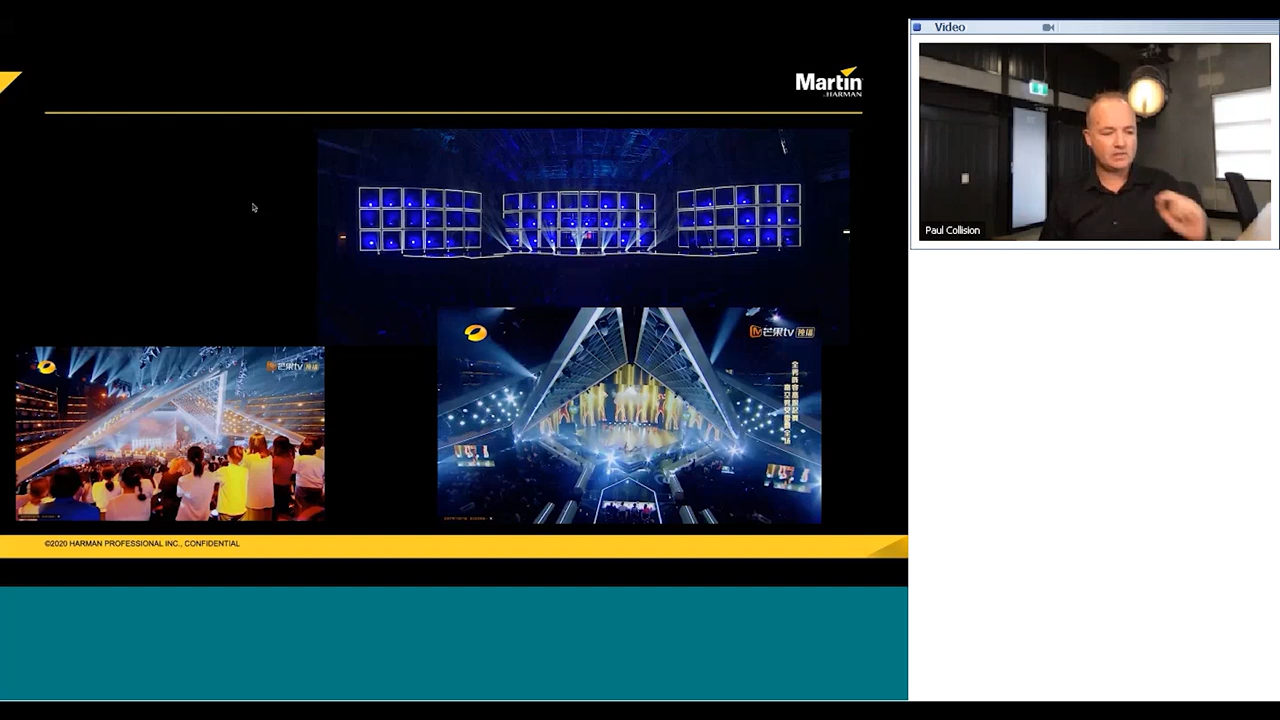 Martin
by HARMAN
芒果tv 独播
芒果tv 独播
©2020 HARMAN PROFESSIONAL INC., CONFIDENTIAL
Video
Paul Collision